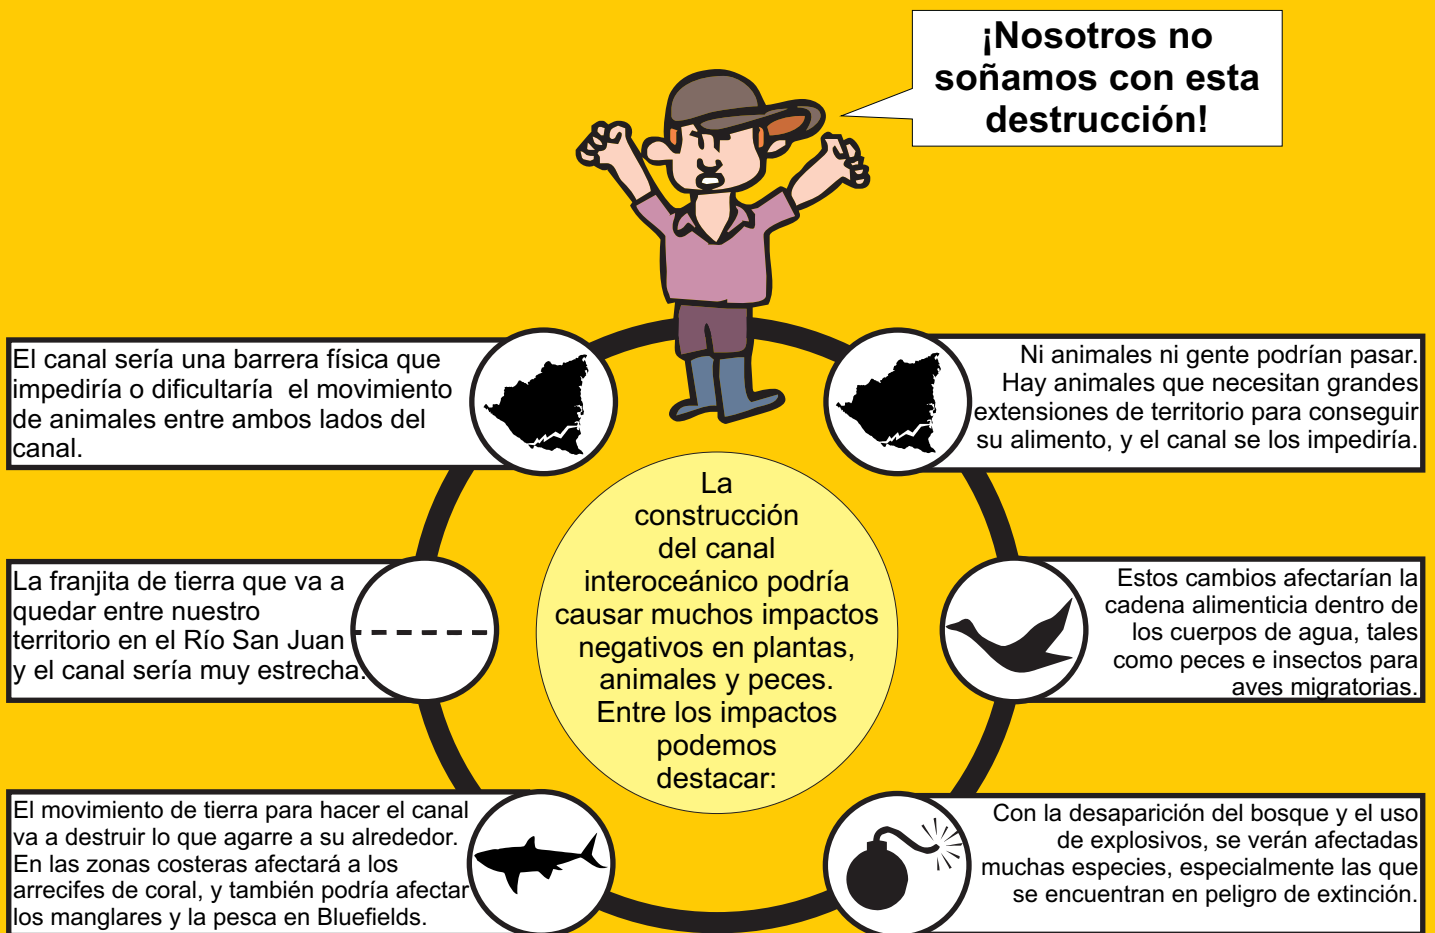 ¡Nosotros no
soñamos con esta
destrucción!
El canal sería una barrera física que
impediría o dificultaría el movimiento
de animales entre ambos lados del
canal.
Ni animales ni gente podrían pasar.
Hay animales que necesitan grandes
extensiones de territorio para conseguir
su alimento, y el canal se los impediría.
La
construcción
del canal
interoceánico podría
causar muchos impactos
negativos en plantas,
animales y peces.
Entre los impactos
podemos
destacar:
La franjita de tierra que va a
quedar entre nuestro
territorio en el Río San Juan
y el canal sería muy estrecha.
Estos cambios afectarían la
cadena alimenticia dentro de
los cuerpos de agua, tales
como peces e insectos para
aves migratorias.
El movimiento de tierra para hacer el canal
va a destruir lo que agarre a su alrededor.
En las zonas costeras afectará a los
arrecifes de coral, y también podría afectar
los manglares y la pesca en Bluefields.
Con la desaparición del bosque y el uso
de explosivos, se verán afectadas
muchas especies, especialmente las que
se encuentran en peligro de extinción.